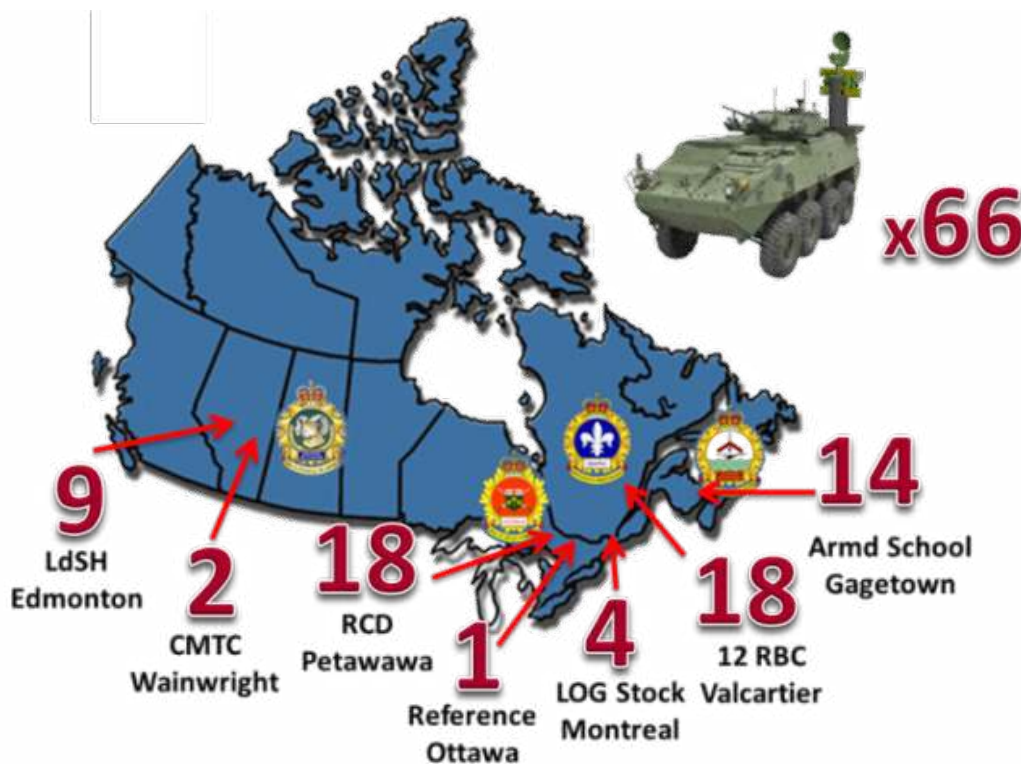 x66
9
LdSH
Edmonton
2
CMTC
Wainwright
18
RCD
Petawawa
1
Reference
Ottawa
4
LOG Stock
Montreal
18
12 RBC
Valcartier
14
Armd School
Gagetown